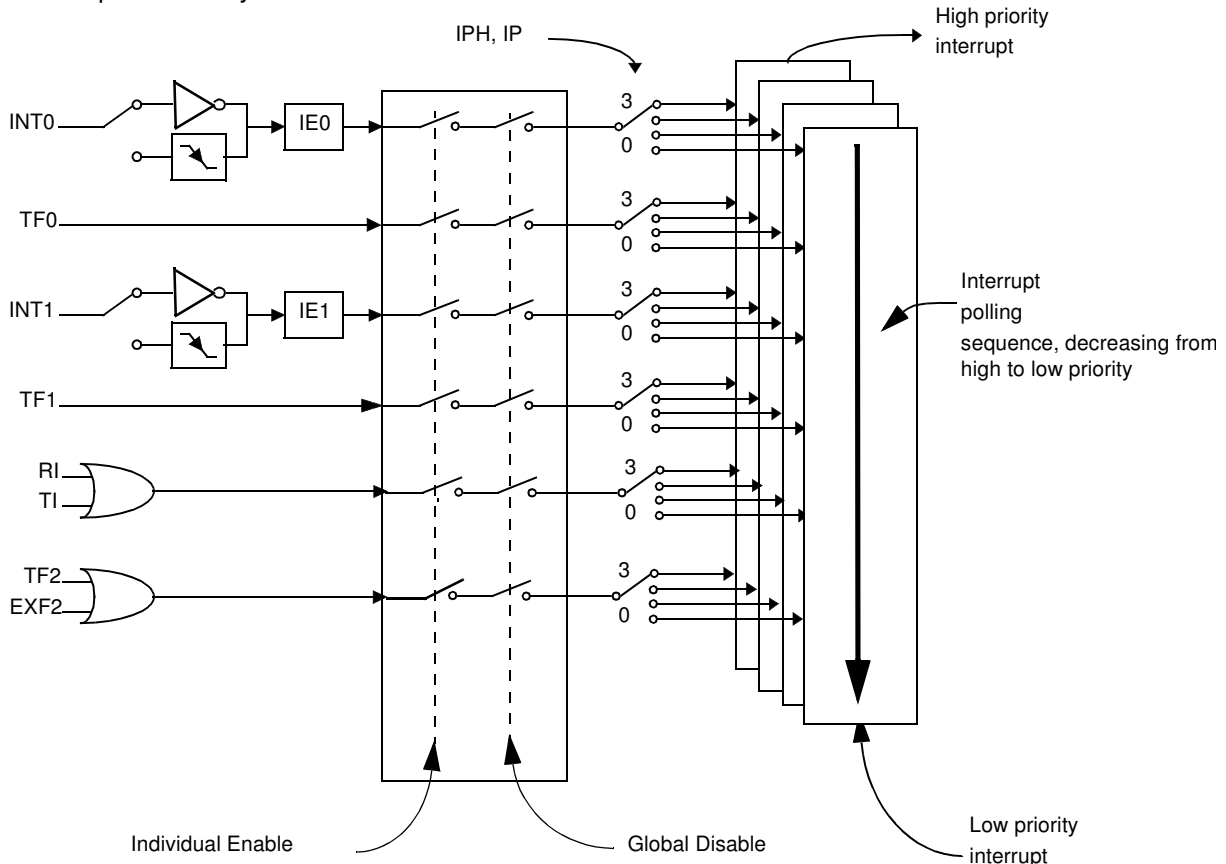 High priority
interrupt
IPH, IP
INT0
IE0
3
0
TF0
3
0
INT1
IE1
3
0
Interrupt
polling
sequence, decreasing from
high to low priority
TF1
3
0
RI
TI
3
0
TF2
EXF2
3
0
Individual Enable
Global Disable
Low priority
interrupt